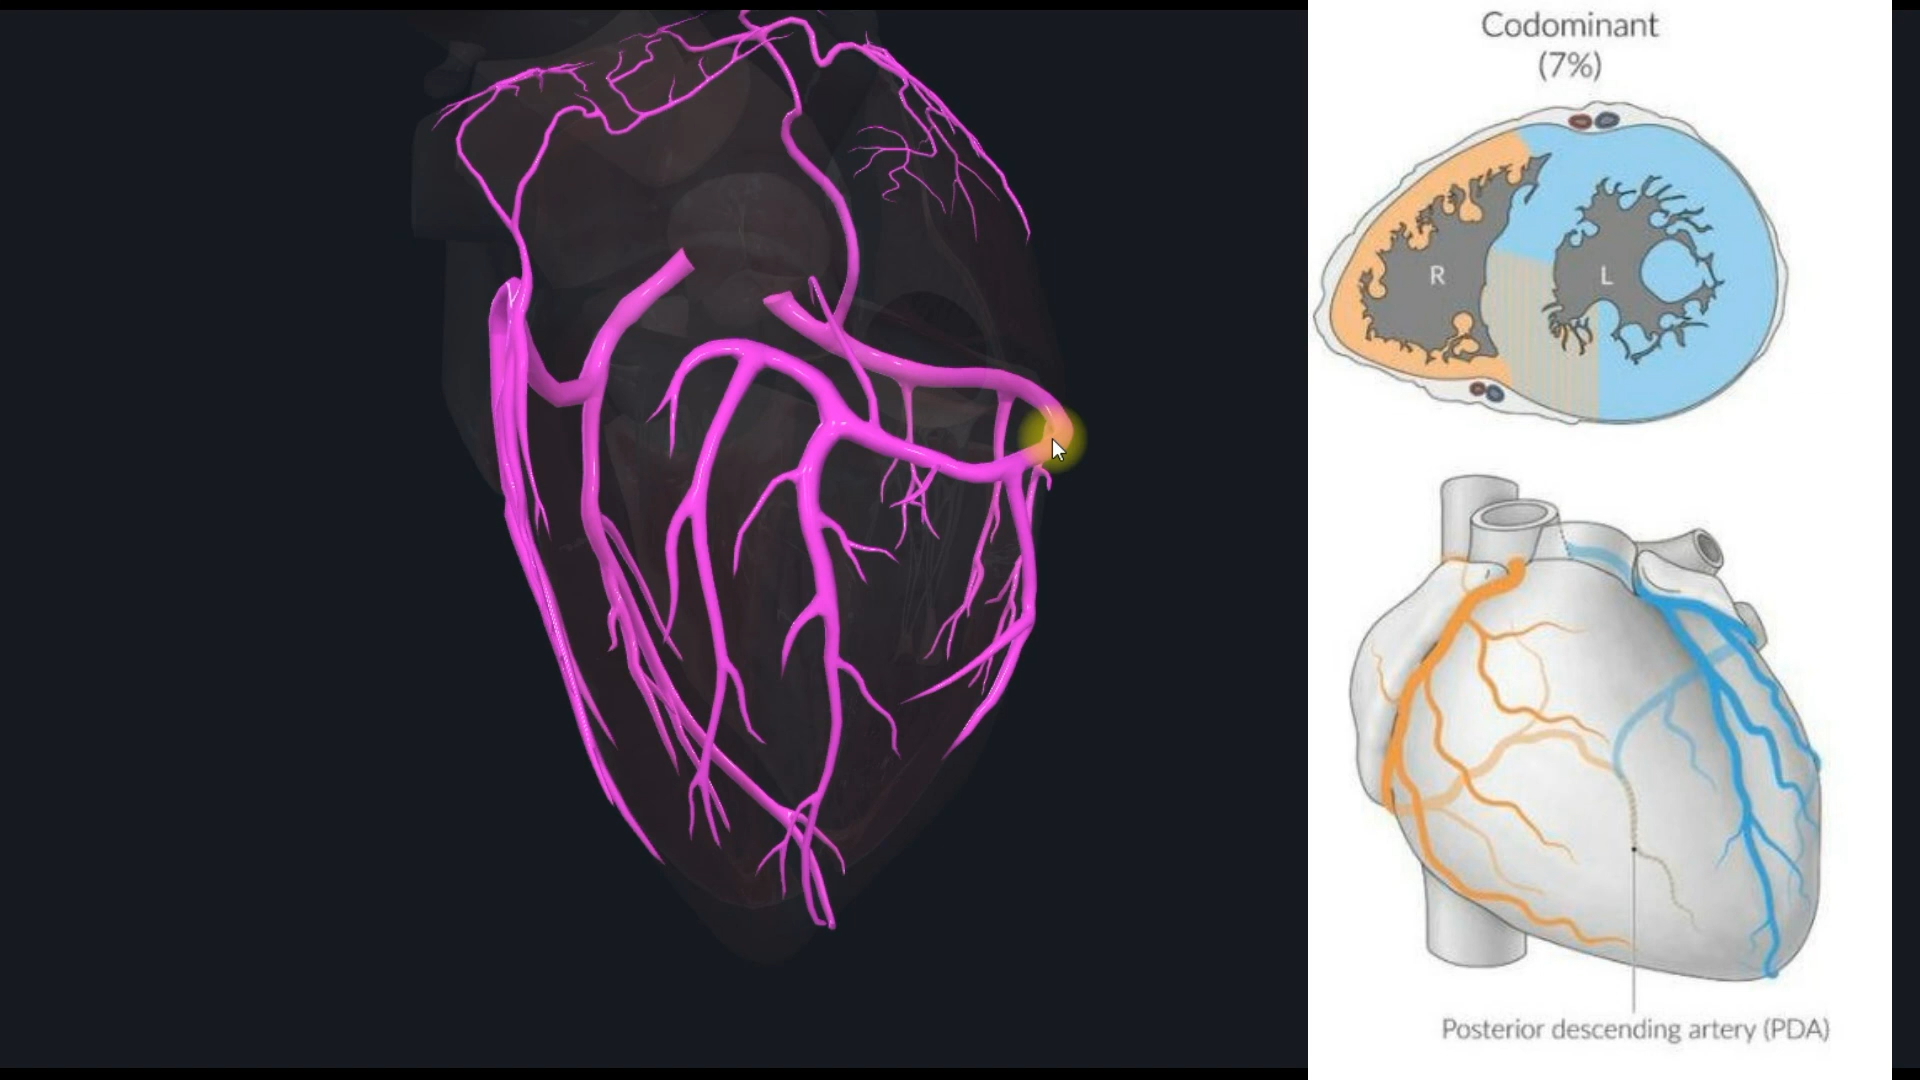 Codominant
(7%)
R
L
Posterior descending artery (PDA)